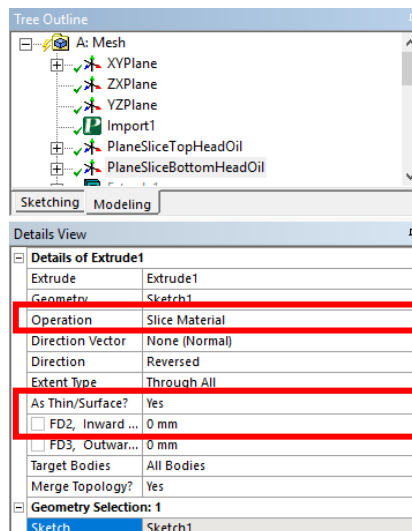 Tree Outline
A: Mesh
XYPlane
ZXPlane
YZPlane
Import1
PlaneSliceTopHeadOil
PlaneSliceBottomHeadOil
Sketching Modeling
Details View
Details of Extrude1
Extrude Extrude1
Geometry Sketch1
Operation Slice Material
Direction Vector None (Normal)
Direction Reversed
Extent Type Through All
As Thin/Surface? Yes
FD2, Inward ... 0 mm
FD3, Outwar... 0 mm
Target Bodies All Bodies
Merge Topology? Yes
Geometry Selection: 1
Sketch Sketch1